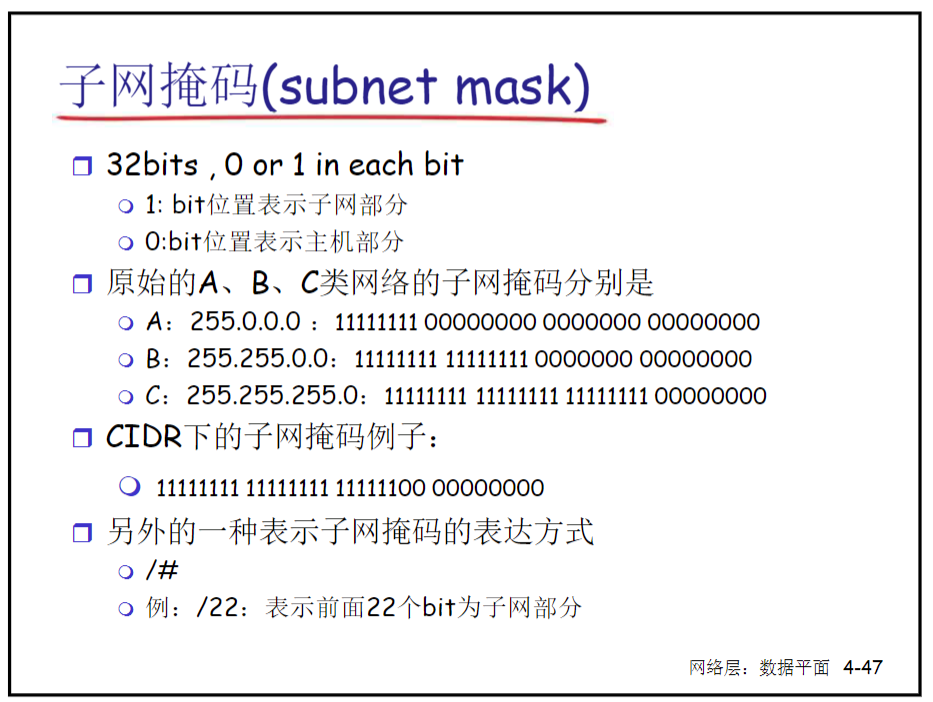 子网掩码(subnet mask)
32bits , 0 or 1 in each bit
1: bit位置表示子网部分
0:bit位置表示主机部分
原始的A、B、C类网络的子网掩码分别是
A：255.0.0.0 ：11111111 00000000 0000000 00000000
B：255.255.0.0：11111111 11111111 0000000 00000000
C：255.255.255.0：11111111 11111111 11111111 00000000
CIDR下的子网掩码例子：
11111111 11111111 11111100 00000000
另外的一种表示子网掩码的表达方式
/#
例：/22：表示前面22个bit为子网部分
网络层：数据平面 4-47